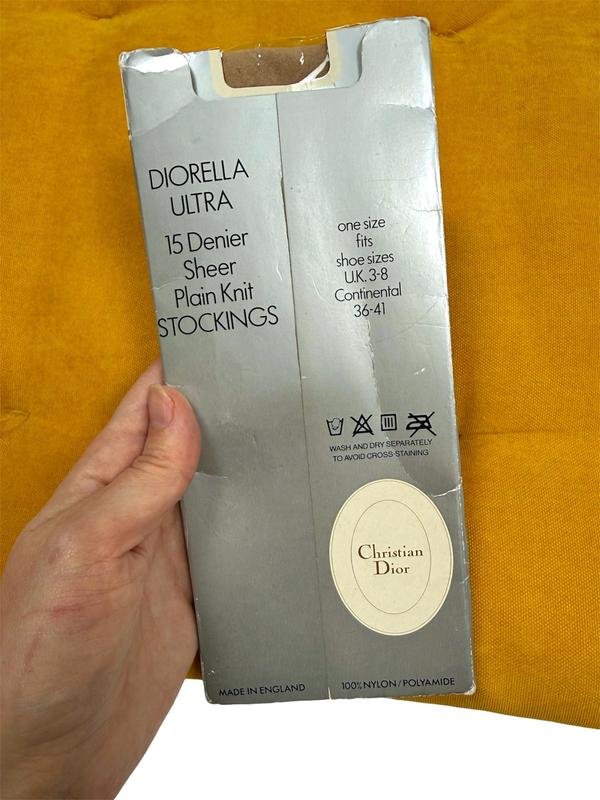 DIORELLA
ULTRA
15 Denier
Sheer
Plain Knit
STOCKINGS
one size
fits
shoe sizes
U.K. 3-8
Continental
36-41
WASH AND DRY SEPARATELY
TO AVOID CROSS-STAINING
Christian
Dior
MADE IN ENGLAND
100% NYLON / POLYAMIDE